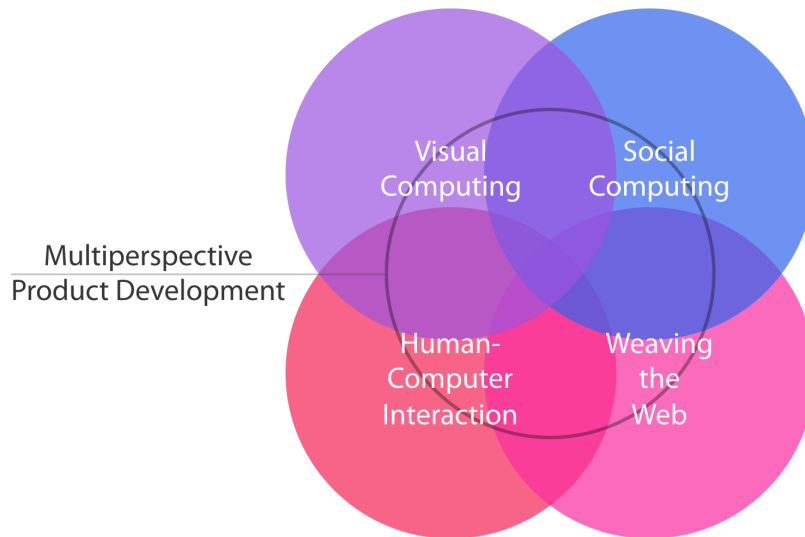 Visual
Computing
Social
Computing
Multiperspective
Product Development
Human-
Computer
Interaction
Weaving
the
Web